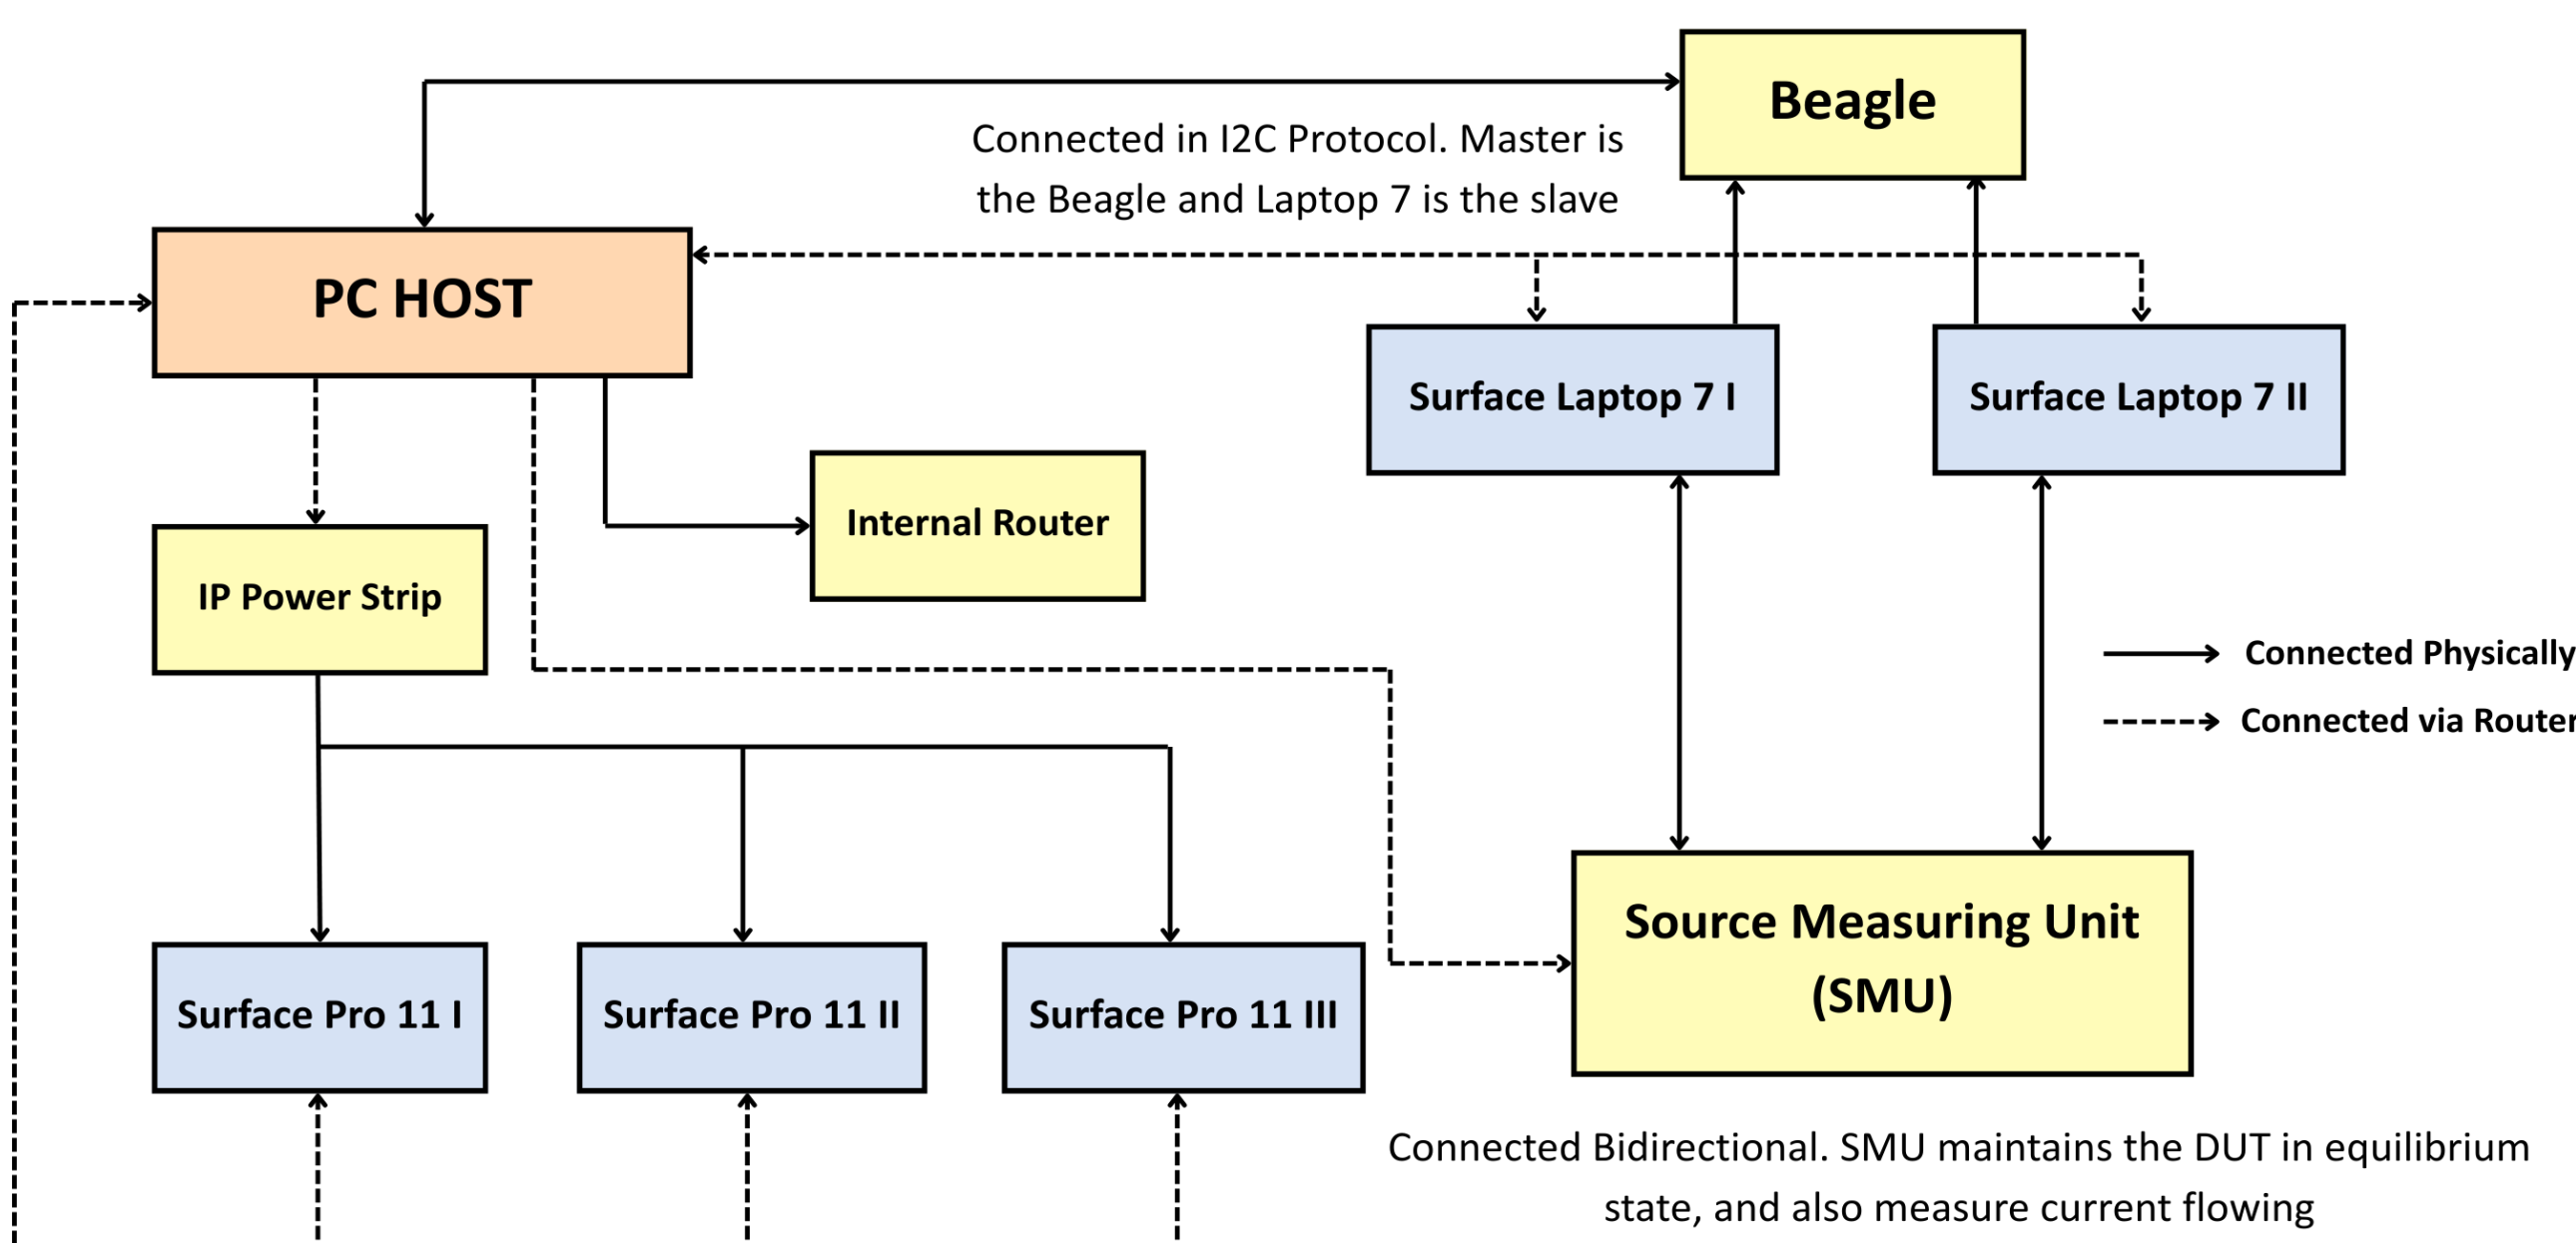 Beagle
Connected in I2C Protocol. Master is
the Beagle and Laptop 7 is the slave
PC HOST
Surface Laptop 7 I
Surface Laptop 7 II
Internal Router
IP Power Strip
Connected Physically
Connected via Router
Source Measuring Unit
(SMU)
Surface Pro 11 I
Surface Pro 11 II
Surface Pro 11 III
Connected Bidirectional. SMU maintains the DUT in equilibrium
state, and also measure current flowing